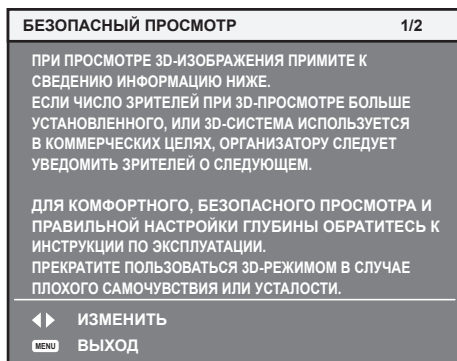 БЕЗОПАСНЫЙ ПРОСМОТР 1/2
ПРИ ПРОСМОТРЕ 3D-ИЗОБРАЖЕНИЯ ПРИМИТЕ К
СВЕДЕНИЮ ИНФОРМАЦИЮ НИЖЕ.
ЕСЛИ ЧИСЛО ЗРИТЕЛЕЙ ПРИ 3D-ПРОСМОТРЕ БОЛЬШЕ
УСТАНОВЛЕННОГО, ИЛИ 3D-СИСТЕМА ИСПОЛЬЗУЕТСЯ
В КОММЕРЧЕСКИХ ЦЕЛЯХ, ОРГАНИЗАТОРУ СЛЕДУЕТ
УВЕДОМИТЬ ЗРИТЕЛЕЙ О СЛЕДУЮЩЕМ.
ДЛЯ КОМФОРТНОГО, БЕЗОПАСНОГО ПРОСМОТРА И
ПРАВИЛЬНОЙ НАСТРОЙКИ ГЛУБИНЫ ОБРАТИТЕСЬ К
ИНСТРУКЦИИ ПО ЭКСПЛУАТАЦИИ.
ПРЕКРАТИТЕ ПОЛЬЗОВАТЬСЯ 3D-РЕЖИМОМ В СЛУЧАЕ
ПЛОХОГО САМОЧУВСТВИЯ ИЛИ УСТАЛОСТИ.
ИЗМЕНИТЬ
MENU ВЫХОД